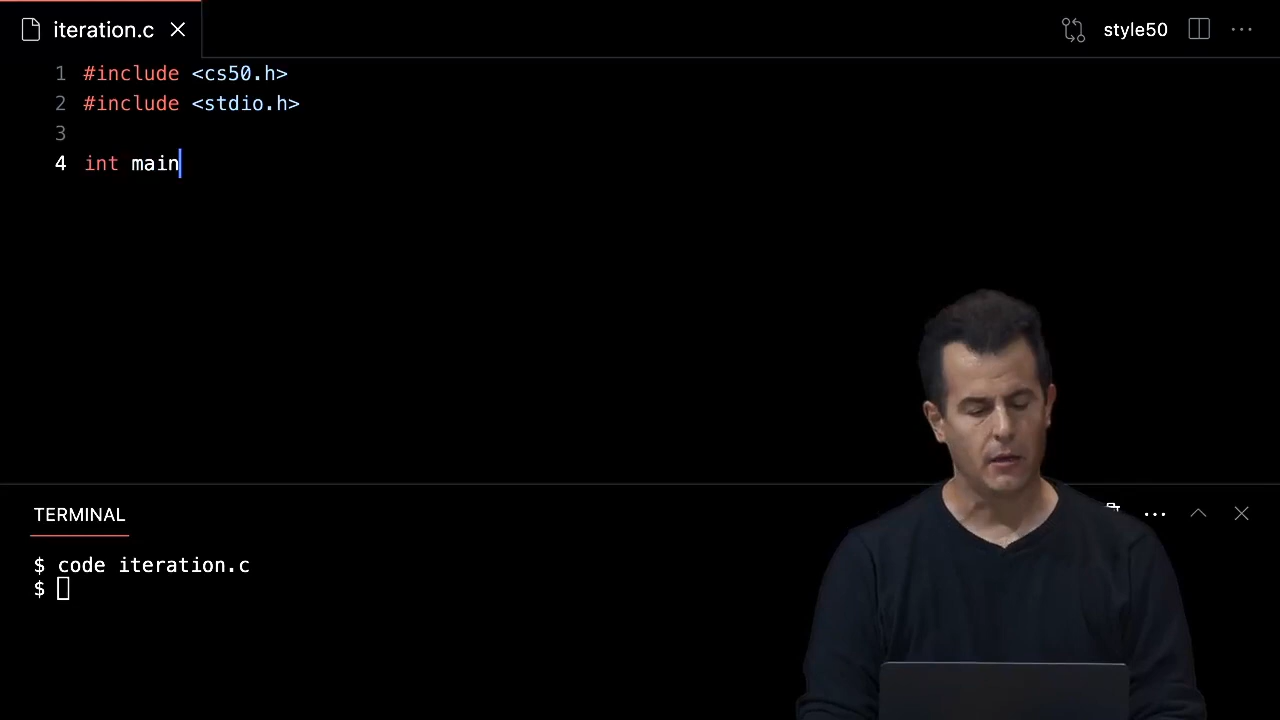 iteration.c
style50
1 #include <cs50.h>
2 #include <stdio.h>
3
4 int main
TERMINAL
$ code iteration.c
$